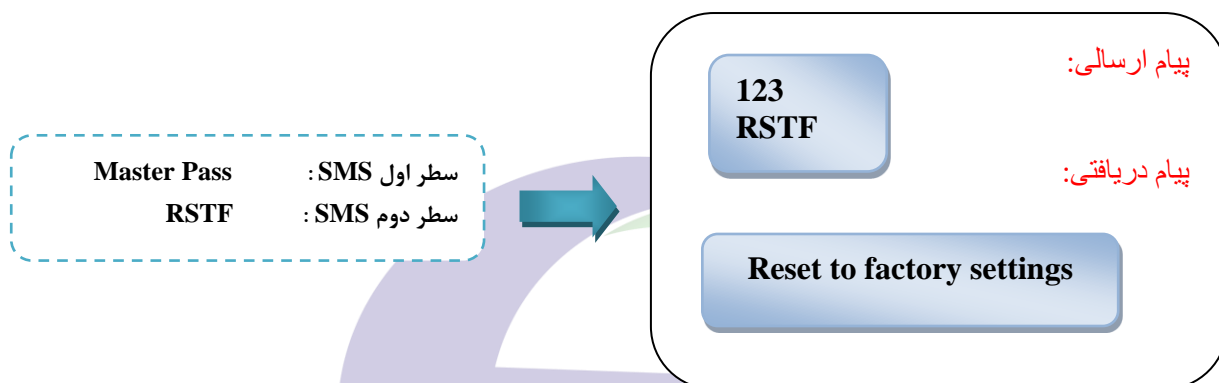 سطر اول SMS : Master Pass
سطر دوم SMS : RSTF
پیام ارسالی:
123
RSTF
پیام دریافتی:
Reset to factory settings